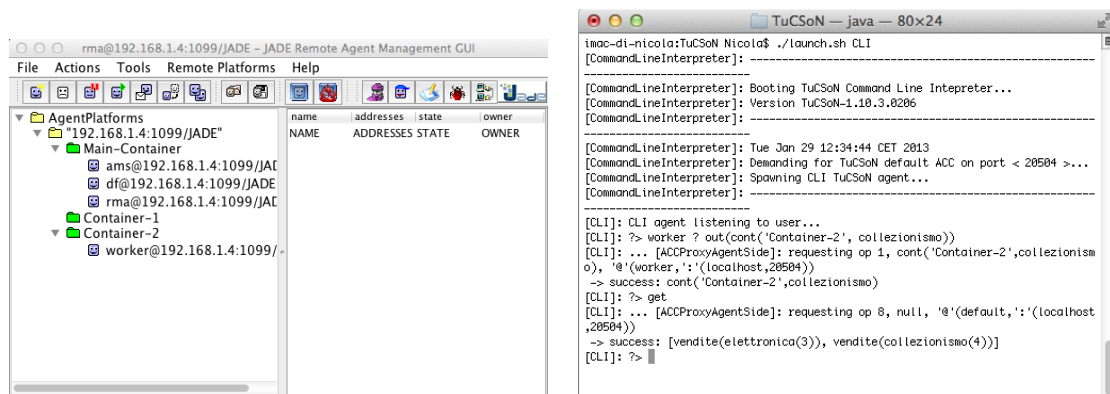 rma@192.168.1.4:1099/JADE – JADE Remote Agent Management GUI
File Actions Tools Remote Platforms Help
Jade
AgentPlatforms
"192.168.1.4:1099/JADE"
Main-Container
ams@192.168.1.4:1099/JAD
df@192.168.1.4:1099/JADE
rma@192.168.1.4:1099/JAD
Container-1
Container-2
worker@192.168.1.4:1099/
name addresses state owner
NAME ADDRESSES STATE OWNER
TuCSoN — java — 80×24
imac-di-nicola:TuCSoN Nicola$ ./launch.sh CLI
[CommandLineInterpreter]: --------------------------------------------------
------------------------
[CommandLineInterpreter]: Booting TuCSoN Command Line Intepreter...
[CommandLineInterpreter]: Version TuCSoN-1.10.3.0206
[CommandLineInterpreter]: --------------------------------------------------
------------------------
[CommandLineInterpreter]: Tue Jan 29 12:34:44 CET 2013
[CommandLineInterpreter]: Demanding for TuCSoN default ACC on port < 20504 >...
[CommandLineInterpreter]: Spawning CLI TuCSoN agent...
[CommandLineInterpreter]: --------------------------------------------------
------------------------
[CLI]: CLI agent listening to user...
[CLI]: ?> worker ? out(cont('Container-2', collezionismo))
[CLI]: ... [ACCProxyAgentSide]: requesting op 1, cont('Container-2',collezionism
o), '@'(worker,':'(localhost,20504))
-> success: cont('Container-2',collezionismo)
[CLI]: ?> get
[CLI]: ... [ACCProxyAgentSide]: requesting op 8, null, '@'(default,':'(localhost
,20504))
-> success: [vendite(elettronica(3)), vendite(collezionismo(4))]
[CLI]: ?>